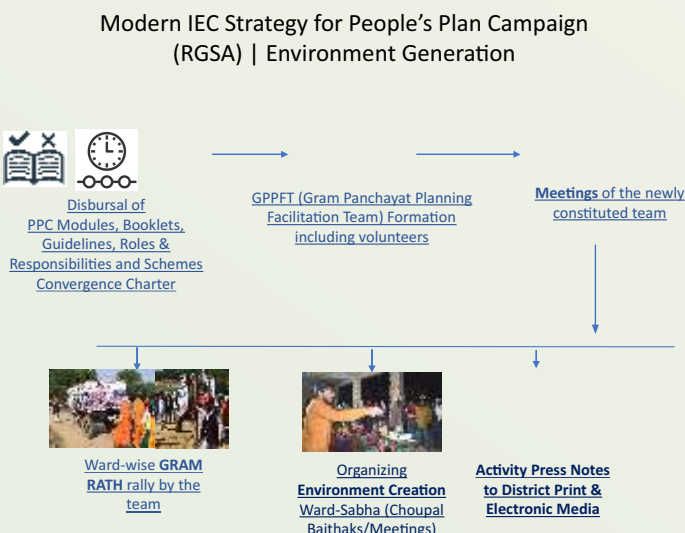 Modern IEC Strategy for People's Plan Campaign
(RGSA) | Environment Generation
Disbursal of
PPC Modules, Booklets,
Guidelines, Roles &
Responsibilities and Schemes
Convergence Charter
GPPFT (Gram Panchayat Planning
Facilitation Team) Formation
including volunteers
Meetings of the newly
constituted team
Ward-wise GRAM
RATH rally by the
team
Organizing
Environment Creation
Ward-Sabha (Choupal
Baithaks/Meetings)
Activity Press Notes
to District Print &
Electronic Media